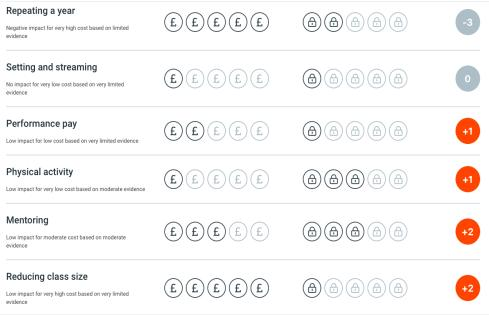 Repeating a year
Negative impact for very high cost based on limited
evidence
£ £ £ £ £
-3
Setting and streaming
No impact for very low cost based on very limited
evidence
£ £ £ £ £
0
Performance pay
Low impact for low cost based on very limited evidence
£ £ £ £ £
+1
Physical activity
Low impact for very low cost based on moderate evidence
£ £ £ £ £
+1
Mentoring
Low impact for moderate cost based on moderate
evidence
£ £ £ £ £
+2
Reducing class size
Low impact for very high cost based on very limited
evidence
£ £ £ £ £
+2